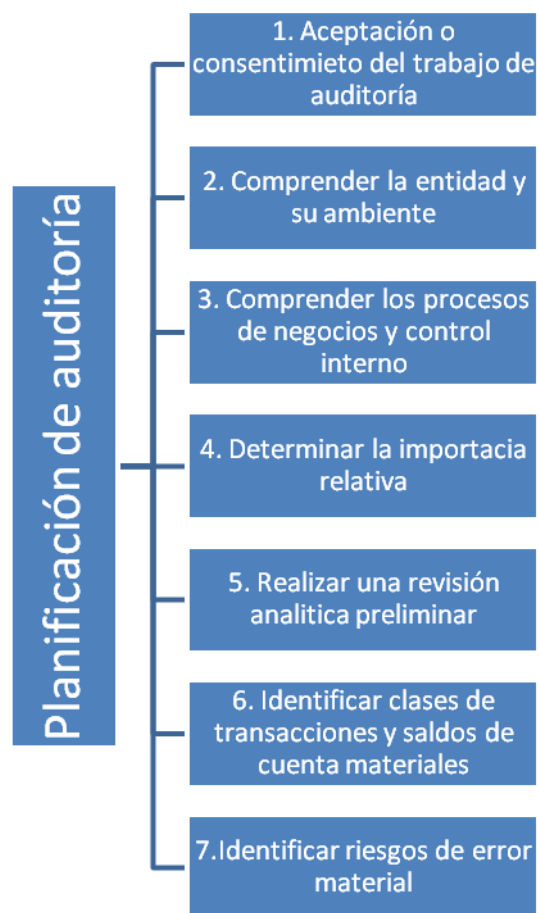 Planificación de auditoría
1. Aceptación o
consentimieto del trabajo de
auditoría
2. Comprender la entidad y
su ambiente
3. Comprender los procesos
de negocios y control
interno
4. Determinar la importacia
relativa
5. Realizar una revisión
analitica preliminar
6. Identificar clases de
transacciones y saldos de
cuenta materiales
7.Identificar riesgos de error
material